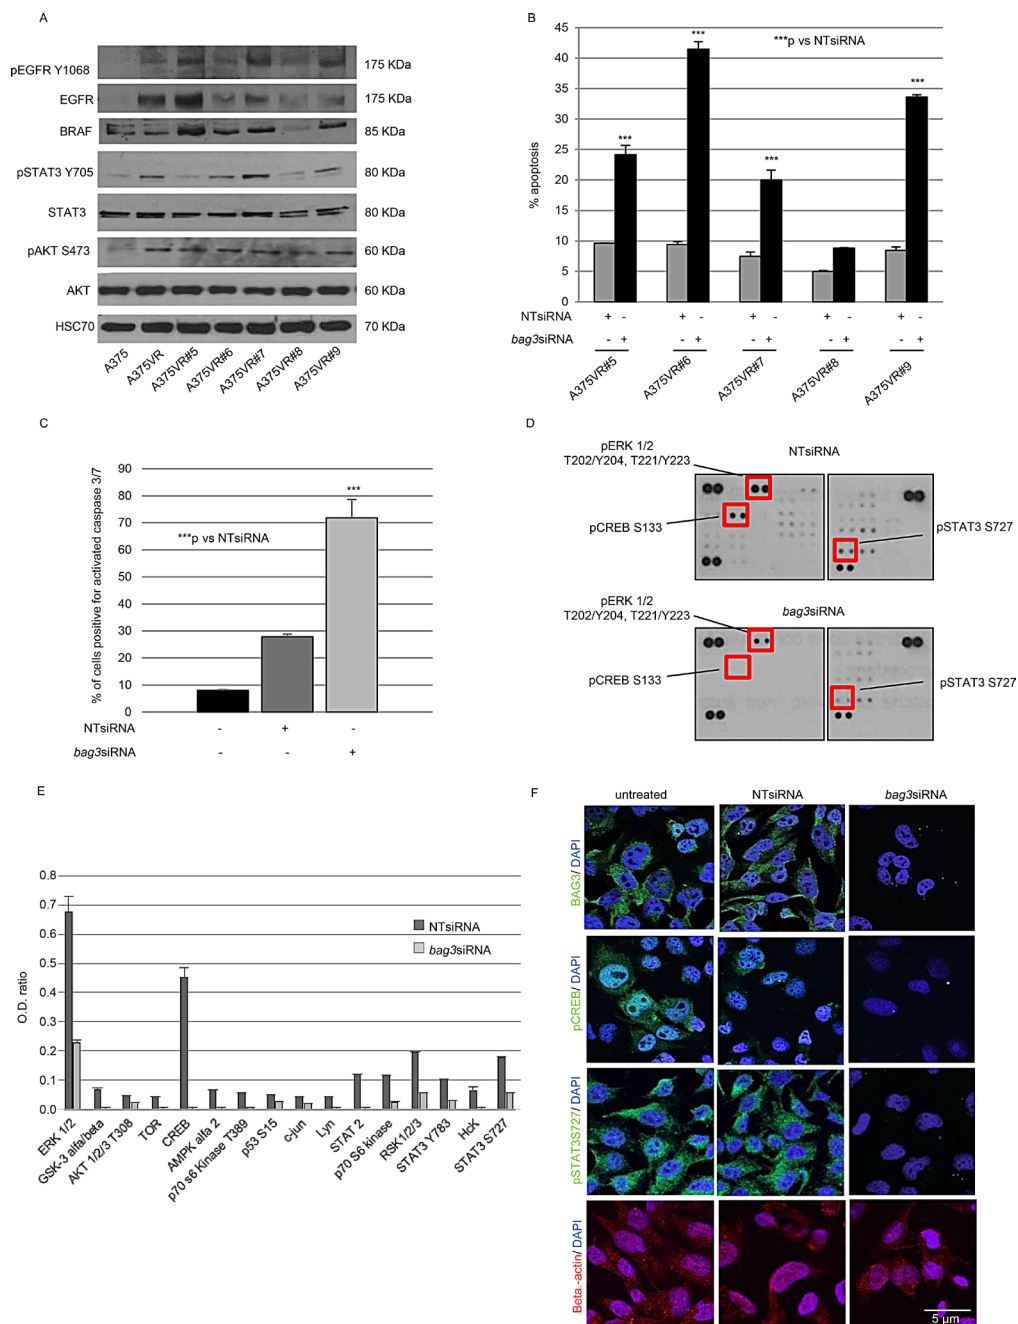 A
pEGFR Y1068
175 KDa
EGFR
175 KDa
BRAF
85 KDa
pSTAT3 Y705
80 KDa
STAT3
80 KDa
pAKT S473
60 KDa
AKT
60 KDa
HSC70
70 KDa
A375
A375VR
A375VR#5
A375VR#6
A375VR#7
A375VR#8
A375VR#9
B
45
40
35
30
25
20
15
10
5
0
% apoptosis
***p vs NTsiRNA
***
***
***
***
NTsiRNA + - + - + - + - + -
bag3siRNA - + - + - + - + - +
A375VR#5
A375VR#6
A375VR#7
A375VR#8
A375VR#9
C
90
80
70
60
50
40
30
20
10
0
% of cells positive for activated caspase 3/7
***p vs NTsiRNA
***
NTsiRNA - + -
bag3siRNA - - +
D
pERK 1/2
T202/Y204, T221/Y223
NTsiRNA
pCREB S133
pSTAT3 S727
pERK 1/2
T202/Y204, T221/Y223
bag3siRNA
pCREB S133
pSTAT3 S727
E
0.8
0.7
0.6
0.5
0.4
0.3
0.2
0.1
0.0
O.D. ratio
NTsiRNA
bag3siRNA
ERK 1/2
GSK-3 alfa/beta
AKT 1/2/3 T308
TOR
CREB
AMPK alfa 2
p70 s6 Kinase T389
p53 S15
c-jun
Lyn
STAT 2
p70 S6 kinase
RSK1/2/3
STAT3 Y783
HcK
STAT3 S727
F
untreated
NTsiRNA
bag3siRNA
BAG3/ DAPI
pCREB/ DAPI
pSTAT3S727/ DAPI
Beta.-actin/ DAPI
5 µm